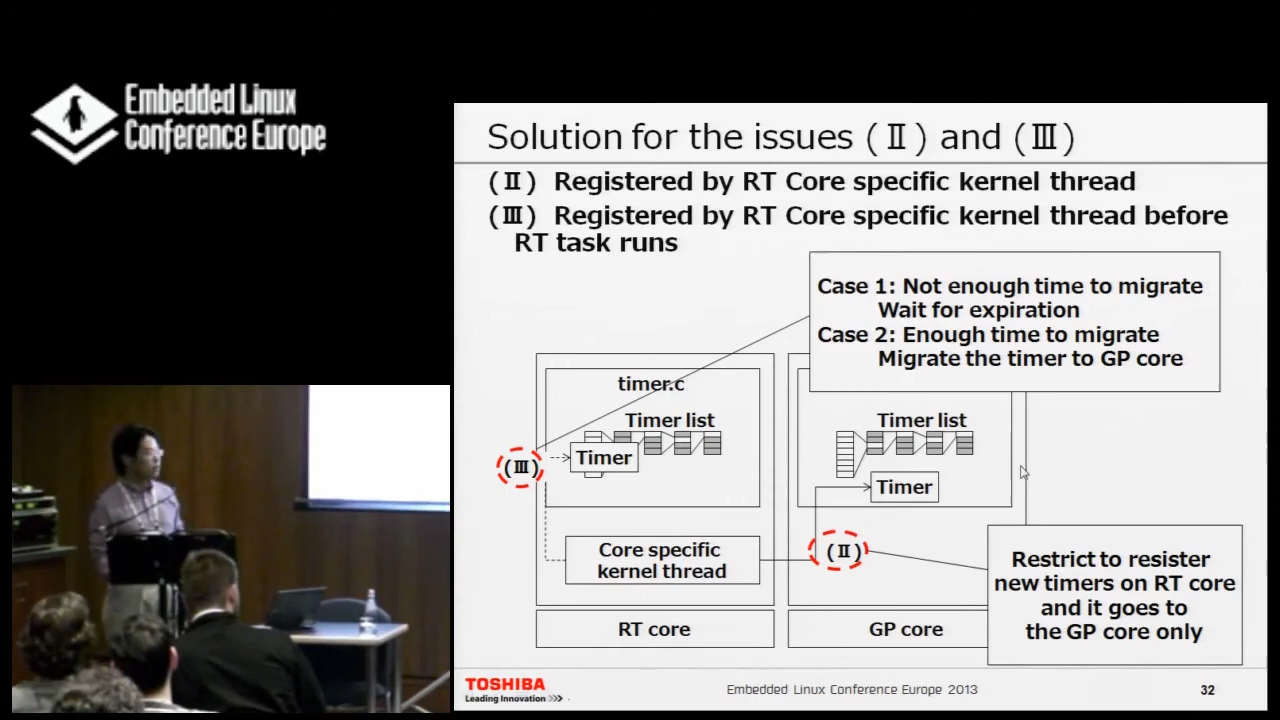 Embedded Linux
Conference Europe
Solution for the issues (Ⅱ) and (Ⅲ)
(Ⅱ) Registered by RT Core specific kernel thread
(Ⅲ) Registered by RT Core specific kernel thread before
RT task runs
Case 1: Not enough time to migrate
Wait for expiration
Case 2: Enough time to migrate
Migrate the timer to GP core
timer.c
Timer list
Timer list
(Ⅲ)
Timer
Timer
Core specific
kernel thread
(Ⅱ)
Restrict to resister
new timers on RT core
and it goes to
the GP core only
RT core
GP core
TOSHIBA
Leading Innovation >>>
Embedded Linux Conference Europe 2013
32